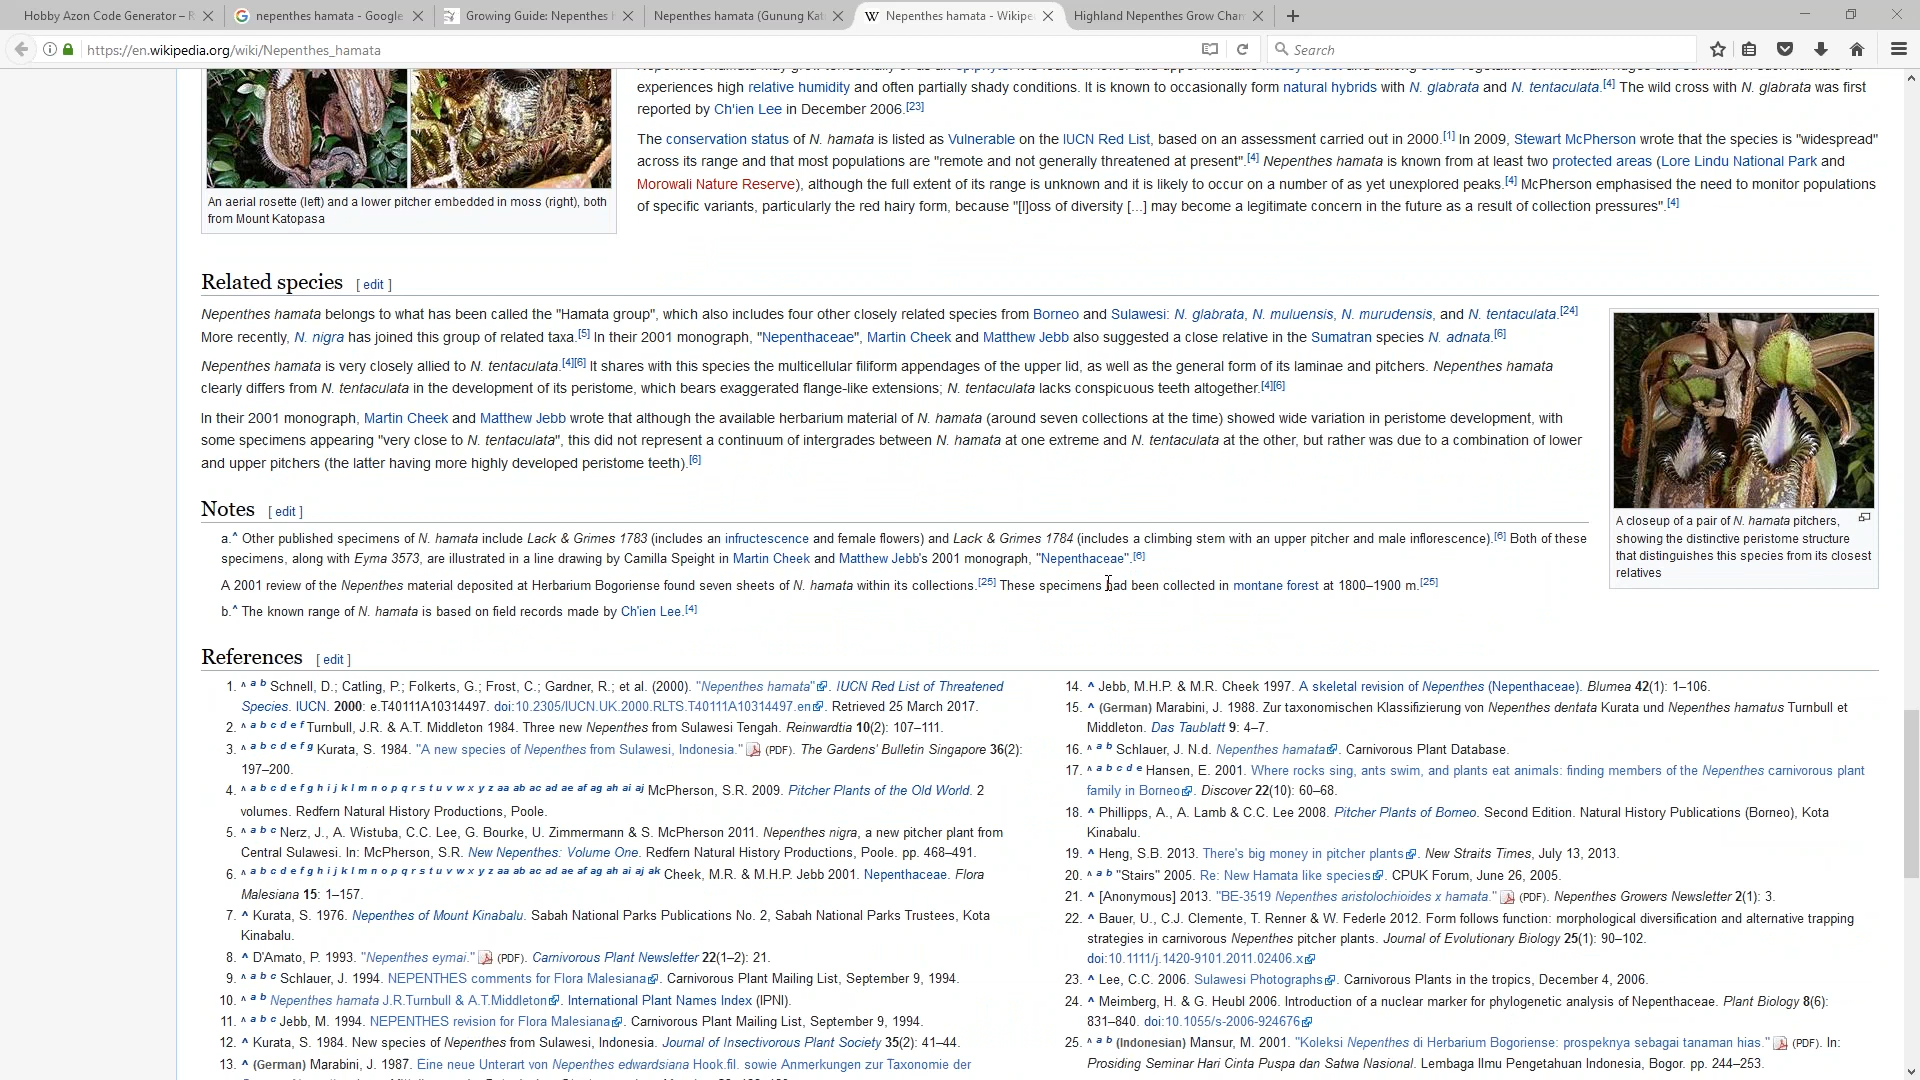 Hobby Azon Code Generator – R
nepenthes hamata - Google
Growing Guide: Nepenthes
Nepenthes hamata (Gunung Kat
Nepenthes hamata - Wikipe
Highland Nepenthes Grow Cham
https://en.wikipedia.org/wiki/Nepenthes_hamata
Search
experiences high relative humidity and often partially shady conditions. It is known to occasionally form natural hybrids with N. glabrata and N. tentaculata.[4] The wild cross with N. glabrata was first
reported by Ch'ien Lee in December 2006.[23]
The conservation status of N. hamata is listed as Vulnerable on the IUCN Red List, based on an assessment carried out in 2000.[1] In 2009, Stewart McPherson wrote that the species is "widespread"
across its range and that most populations are "remote and not generally threatened at present".[4] Nepenthes hamata is known from at least two protected areas (Lore Lindu National Park and
Morowali Nature Reserve), although the full extent of its range is unknown and it is likely to occur on a number of as yet unexplored peaks.[4] McPherson emphasised the need to monitor populations
of specific variants, particularly the red hairy form, because "[l]oss of diversity [...] may become a legitimate concern in the future as a result of collection pressures".[4]
An aerial rosette (left) and a lower pitcher embedded in moss (right), both
from Mount Katopasa
Related species [ edit ]
Nepenthes hamata belongs to what has been called the "Hamata group", which also includes four other closely related species from Borneo and Sulawesi: N. glabrata, N. muluensis, N. murudensis, and N. tentaculata.[24]
More recently, N. nigra has joined this group of related taxa.[5] In their 2001 monograph, "Nepenthaceae", Martin Cheek and Matthew Jebb also suggested a close relative in the Sumatran species N. adnata.[6]
Nepenthes hamata is very closely allied to N. tentaculata.[4][6] It shares with this species the multicellular filiform appendages of the upper lid, as well as the general form of its laminae and pitchers. Nepenthes hamata
clearly differs from N. tentaculata in the development of its peristome, which bears exaggerated flange-like extensions; N. tentaculata lacks conspicuous teeth altogether.[4][6]
In their 2001 monograph, Martin Cheek and Matthew Jebb wrote that although the available herbarium material of N. hamata (around seven collections at the time) showed wide variation in peristome development, with
some specimens appearing "very close to N. tentaculata", this did not represent a continuum of intergrades between N. hamata at one extreme and N. tentaculata at the other, but rather was due to a combination of lower
and upper pitchers (the latter having more highly developed peristome teeth).[6]
A closeup of a pair of N. hamata pitchers,
showing the distinctive peristome structure
that distinguishes this species from its closest
relatives
Notes [ edit ]
a.^ Other published specimens of N. hamata include Lack & Grimes 1783 (includes an infructescence and female flowers) and Lack & Grimes 1784 (includes a climbing stem with an upper pitcher and male inflorescence).[6] Both of these
specimens, along with Eyma 3573, are illustrated in a line drawing by Camilla Speight in Martin Cheek and Matthew Jebb's 2001 monograph, "Nepenthaceae".[6]
A 2001 review of the Nepenthes material deposited at Herbarium Bogoriense found seven sheets of N. hamata within its collections.[25] These specimens had been collected in montane forest at 1800–1900 m.[25]
b.^ The known range of N. hamata is based on field records made by Ch'ien Lee.[4]
References [ edit ]
1. ^ a b Schnell, D.; Catling, P.; Folkerts, G.; Frost, C.; Gardner, R.; et al. (2000). "Nepenthes hamata". IUCN Red List of Threatened
Species. IUCN. 2000: e.T40111A10314497. doi:10.2305/IUCN.UK.2000.RLTS.T40111A10314497.en. Retrieved 25 March 2017.
2. ^ a b c d e f Turnbull, J.R. & A.T. Middleton 1984. Three new Nepenthes from Sulawesi Tengah. Reinwardtia 10(2): 107–111.
3. ^ a b c d e f g Kurata, S. 1984. "A new species of Nepenthes from Sulawesi, Indonesia." (PDF). The Gardens' Bulletin Singapore 36(2):
197–200.
4. ^ a b c d e f g h i j k l m n o p q r s t u v w x y z aa ab ac ad ae af ag ah ai aj McPherson, S.R. 2009. Pitcher Plants of the Old World. 2
volumes. Redfern Natural History Productions, Poole.
5. ^ a b c Nerz, J., A. Wistuba, C.C. Lee, G. Bourke, U. Zimmermann & S. McPherson 2011. Nepenthes nigra, a new pitcher plant from
Central Sulawesi. In: McPherson, S.R. New Nepenthes: Volume One. Redfern Natural History Productions, Poole. pp. 468–491.
6. ^ a b c d e f g h i j k l m n o p q r s t u v w x y z aa ab ac ad ae af ag ah ai aj ak Cheek, M.R. & M.H.P. Jebb 2001. Nepenthaceae. Flora
Malesiana 15: 1–157.
7. ^ Kurata, S. 1976. Nepenthes of Mount Kinabalu. Sabah National Parks Publications No. 2, Sabah National Parks Trustees, Kota
Kinabalu.
8. ^ D'Amato, P. 1993. "Nepenthes eymai." (PDF). Carnivorous Plant Newsletter 22(1–2): 21.
9. ^ a b c Schlauer, J. 1994. NEPENTHES comments for Flora Malesiana. Carnivorous Plant Mailing List, September 9, 1994.
10. ^ a b Nepenthes hamata J.R.Turnbull & A.T.Middleton. International Plant Names Index (IPNI).
11. ^ a b c Jebb, M. 1994. NEPENTHES revision for Flora Malesiana. Carnivorous Plant Mailing List, September 9, 1994.
12. ^ Kurata, S. 1984. New species of Nepenthes from Sulawesi, Indonesia. Journal of Insectivorous Plant Society 35(2): 41–44.
13. ^ (German) Marabini, J. 1987. Eine neue Unterart von Nepenthes edwardsiana Hook.fil. sowie Anmerkungen zur Taxonomie der
14. ^ Jebb, M.H.P. & M.R. Cheek 1997. A skeletal revision of Nepenthes (Nepenthaceae). Blumea 42(1): 1–106.
15. ^ (German) Marabini, J. 1988. Zur taxonomischen Klassifizierung von Nepenthes dentata Kurata und Nepenthes hamatus Turnbull et
Middleton. Das Taublatt 9: 4–7.
16. ^ a b Schlauer, J. N.d. Nepenthes hamata. Carnivorous Plant Database.
17. ^ a b c d e Hansen, E. 2001. Where rocks sing, ants swim, and plants eat animals: finding members of the Nepenthes carnivorous plant
family in Borneo. Discover 22(10): 60–68.
18. ^ Phillipps, A., A. Lamb & C.C. Lee 2008. Pitcher Plants of Borneo. Second Edition. Natural History Publications (Borneo), Kota
Kinabalu.
19. ^ Heng, S.B. 2013. There's big money in pitcher plants. New Straits Times, July 13, 2013.
20. ^ a b "Stairs" 2005. Re: New Hamata like species. CPUK Forum, June 26, 2005.
21. ^ [Anonymous] 2013. "BE-3519 Nepenthes aristolochioides x hamata." (PDF). Nepenthes Growers Newsletter 2(1): 3.
22. ^ Bauer, U., C.J. Clemente, T. Renner & W. Federle 2012. Form follows function: morphological diversification and alternative trapping
strategies in carnivorous Nepenthes pitcher plants. Journal of Evolutionary Biology 25(1): 90–102.
doi:10.1111/j.1420-9101.2011.02406.x
23. ^ Lee, C.C. 2006. Sulawesi Photographs. Carnivorous Plants in the tropics, December 4, 2006.
24. ^ Meimberg, H. & G. Heubl 2006. Introduction of a nuclear marker for phylogenetic analysis of Nepenthaceae. Plant Biology 8(6):
831–840. doi:10.1055/s-2006-924676
25. ^ a b (Indonesian) Mansur, M. 2001. "Koleksi Nepenthes di Herbarium Bogoriense: prospeknya sebagai tanaman hias." (PDF). In:
Prosiding Seminar Hari Cinta Puspa dan Satwa Nasional. Lembaga Ilmu Pengetahuan Indonesia, Bogor. pp. 244–253.